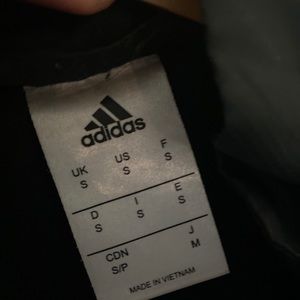 adidas
UK US F
S S S
D I E
S S S
CDN J
S/P M
MADE IN VIETNAM